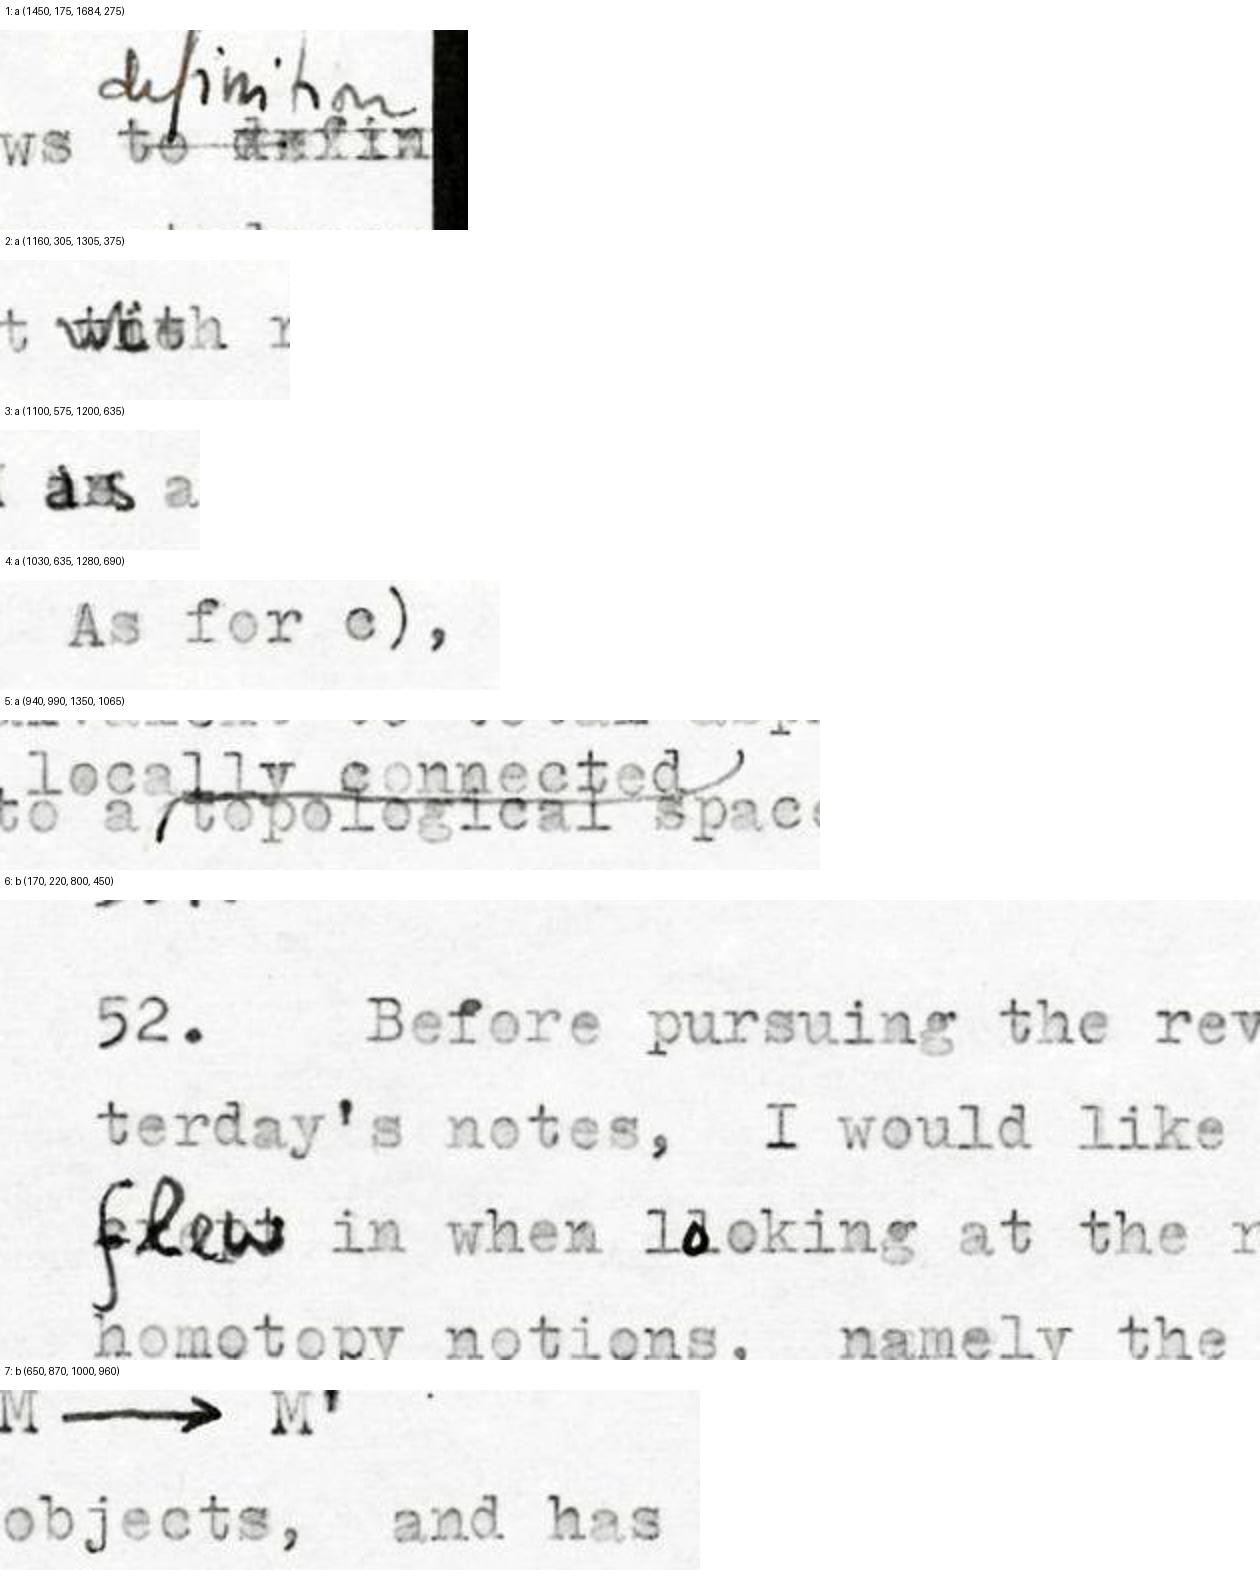 1: a (1450, 175, 1684, 275)
definition
ws to defin
2: a (1160, 305, 1305, 375)
t with r
3: a (1100, 575, 1200, 635)
as a
4: a (1030, 635, 1280, 690)
As for c),
5: a (940, 990, 1350, 1065)
locally connected
to a topological space
6: b (170, 220, 800, 450)
52. Before pursuing the rev
terday's notes, I would like
flew in when looking at the r
homotopy notions, namely the
7: b (650, 870, 1000, 960)
M ⟶ M'
objects, and has